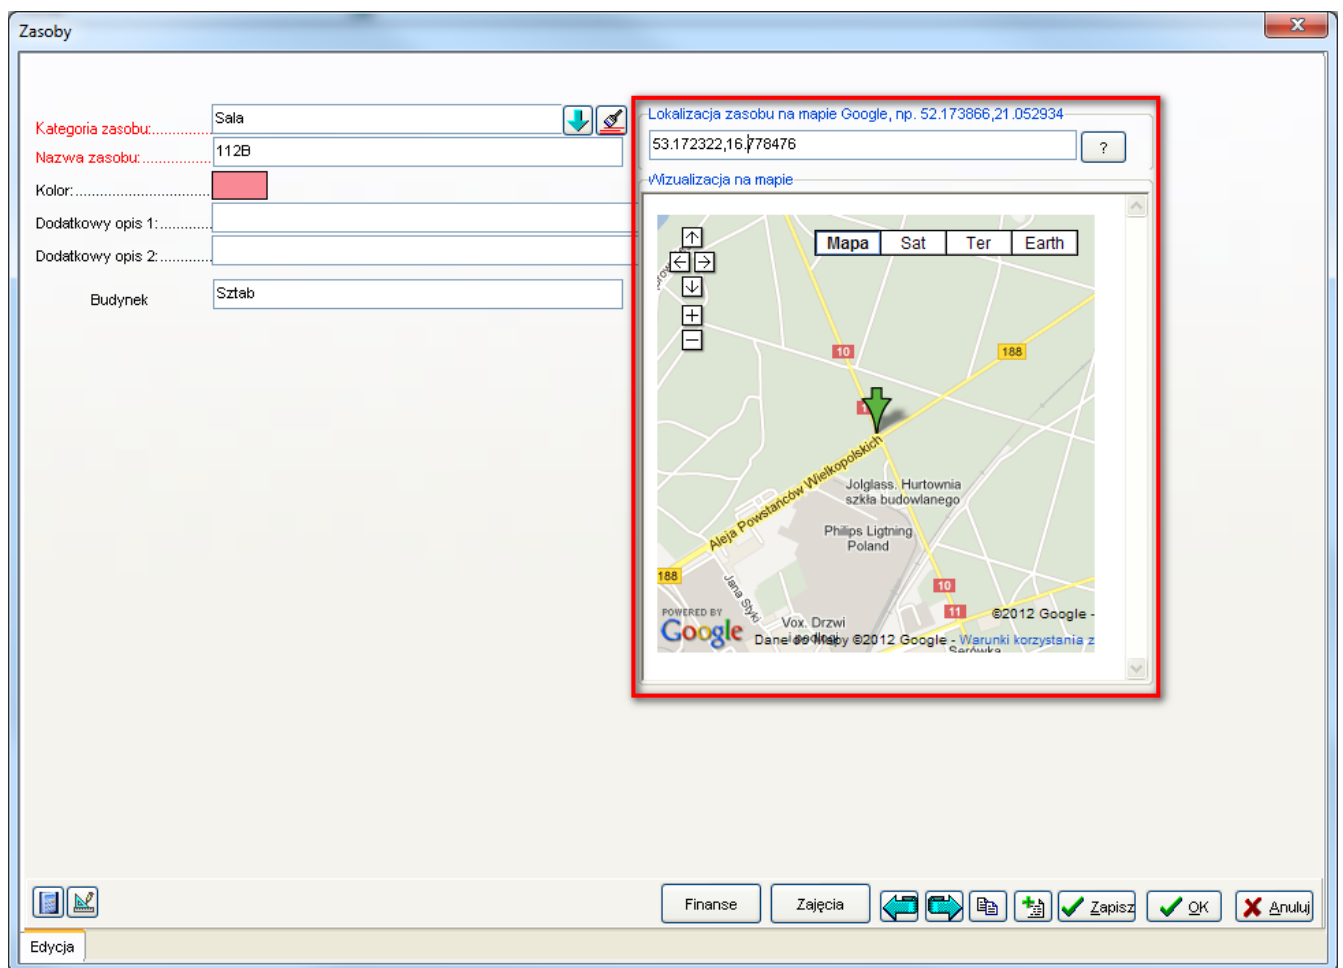 Zasoby
Kategoria zasobu:
Sala
Nazwa zasobu:
112B
Kolor:
Dodatkowy opis 1:
Dodatkowy opis 2:
Budynek
Sztab
Lokalizacja zasobu na mapie Google, np. 52.173866,21.052934
53.172322,16.778476
?
Wizualizacja na mapie
Mapa Sat Ter Earth
10
188
Aleja Powstańców Wielkopolskich
Jolglass. Hurtownia
szkła budowlanego
Philips Ligtning
Poland
188
Jana Styki
10
11
©2012 Google -
POWERED BY
Google
Vox. Drzwi
i podłogi
Dane do Mapy ©2012 Google - Warunki korzystania z
Finanse
Zajęcia
Zapisz
OK
Anuluj
Edycja